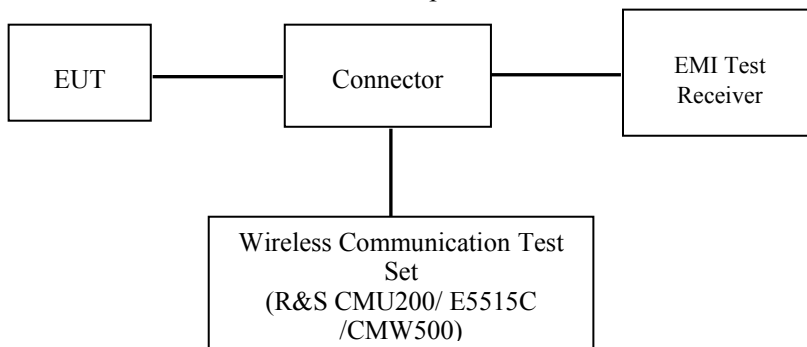 EUT
Connector
EMI Test
Receiver
Wireless Communication Test
Set
(R&S CMU200/ E5515C
/CMW500)